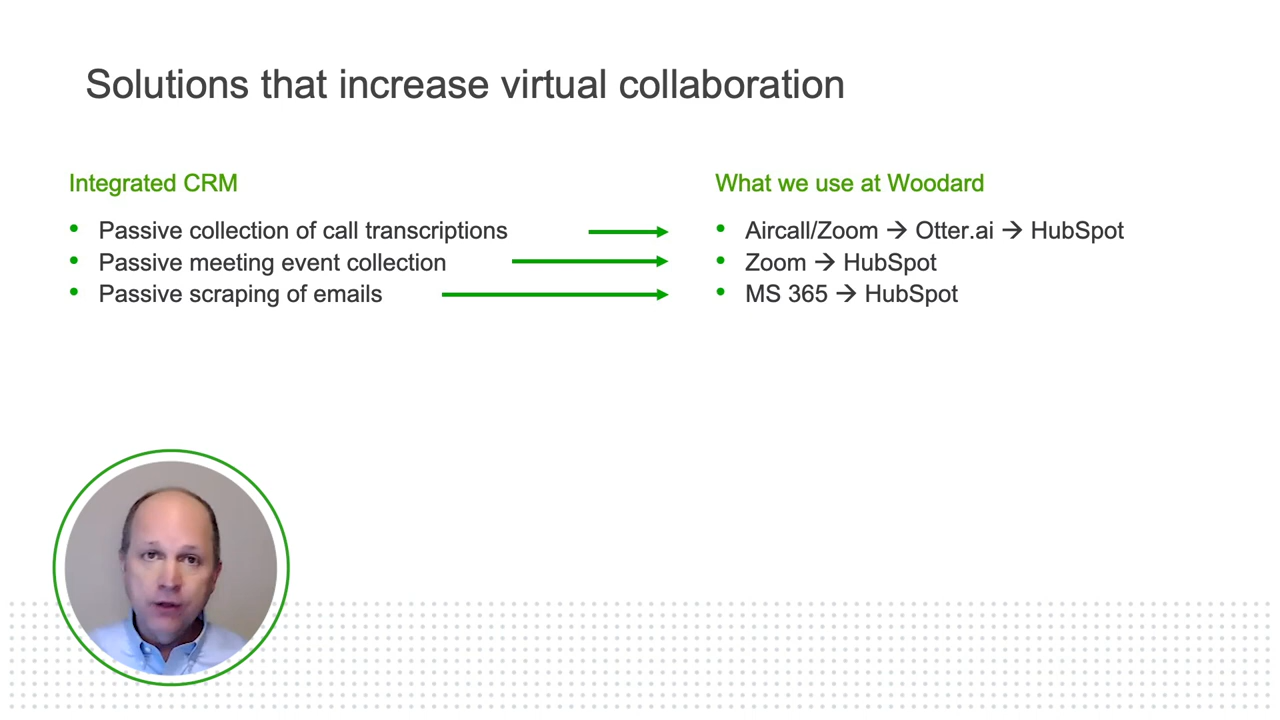 Solutions that increase virtual collaboration
Integrated CRM
• Passive collection of call transcriptions
• Passive meeting event collection
• Passive scraping of emails
What we use at Woodard
• Aircall/Zoom → Otter.ai → HubSpot
• Zoom → HubSpot
• MS 365 → HubSpot